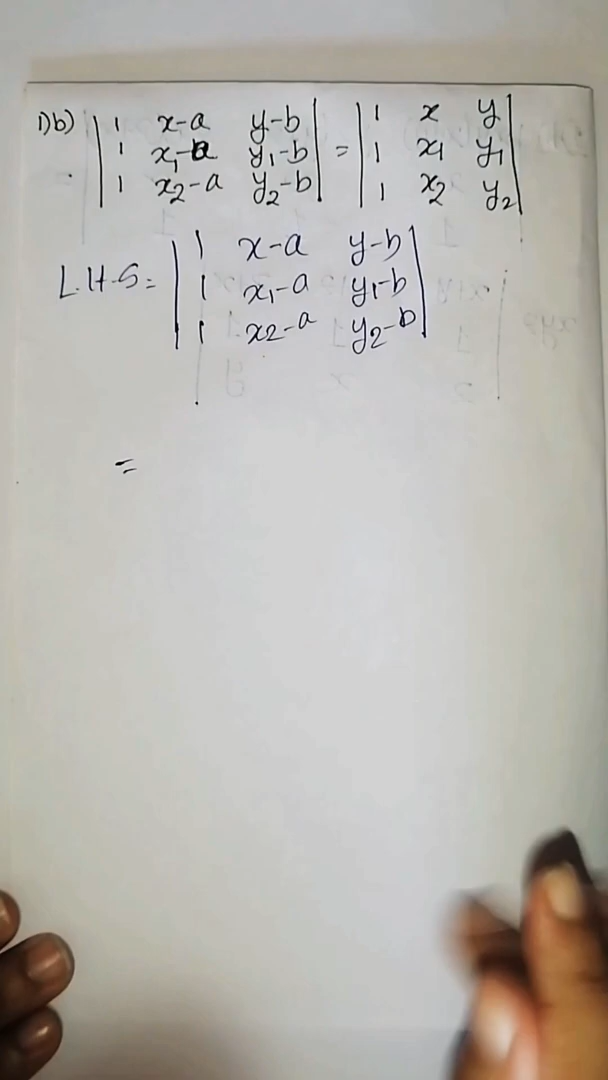 1)b) | 1 x-a y-b | = | 1 x y |
| 1 x₁-a y₁-b | | 1 x₁ y₁ |
| 1 x₂-a y₂-b | | 1 x₂ y₂ |
| 1 x-a y-b |
L.H.S = | 1 x₁-a y₁-b |
| 1 x₂-a y₂-b |
=